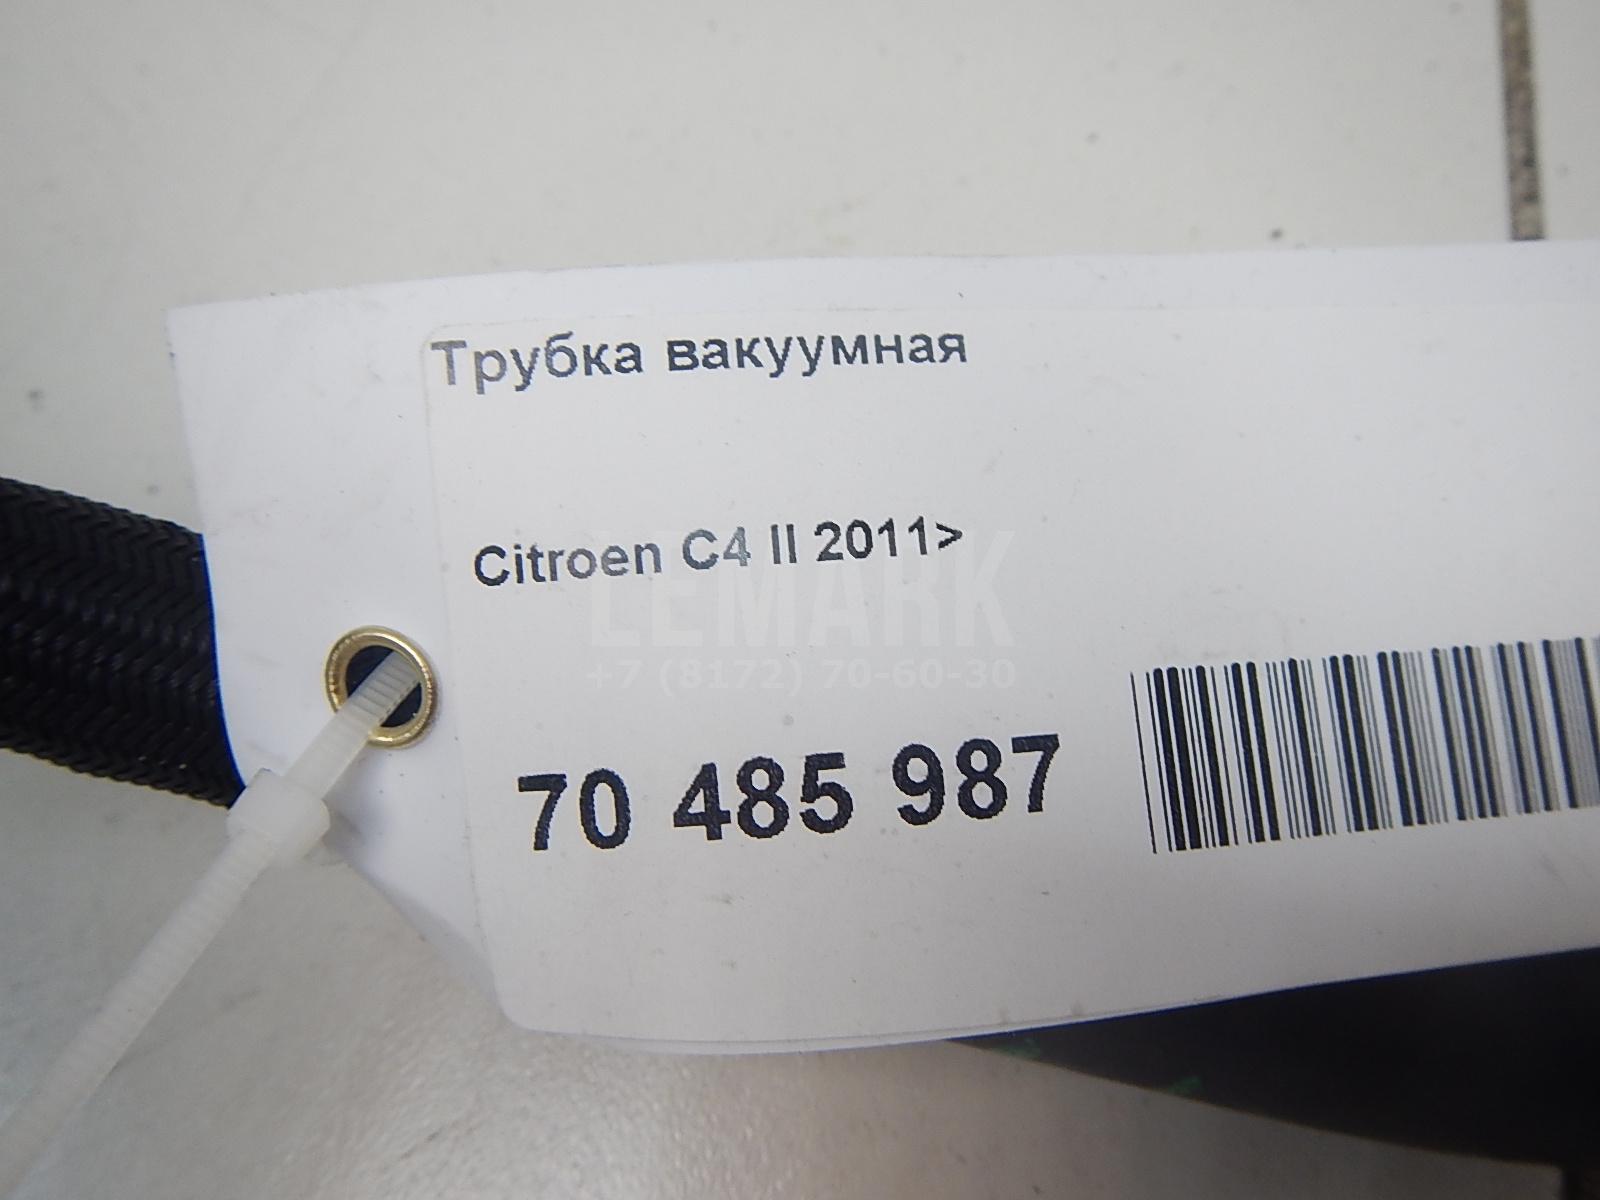 Трубка вакуумная
Citroen C4 II 2011>
LEMARK
+7 (8172) 70-60-30
70 485 987